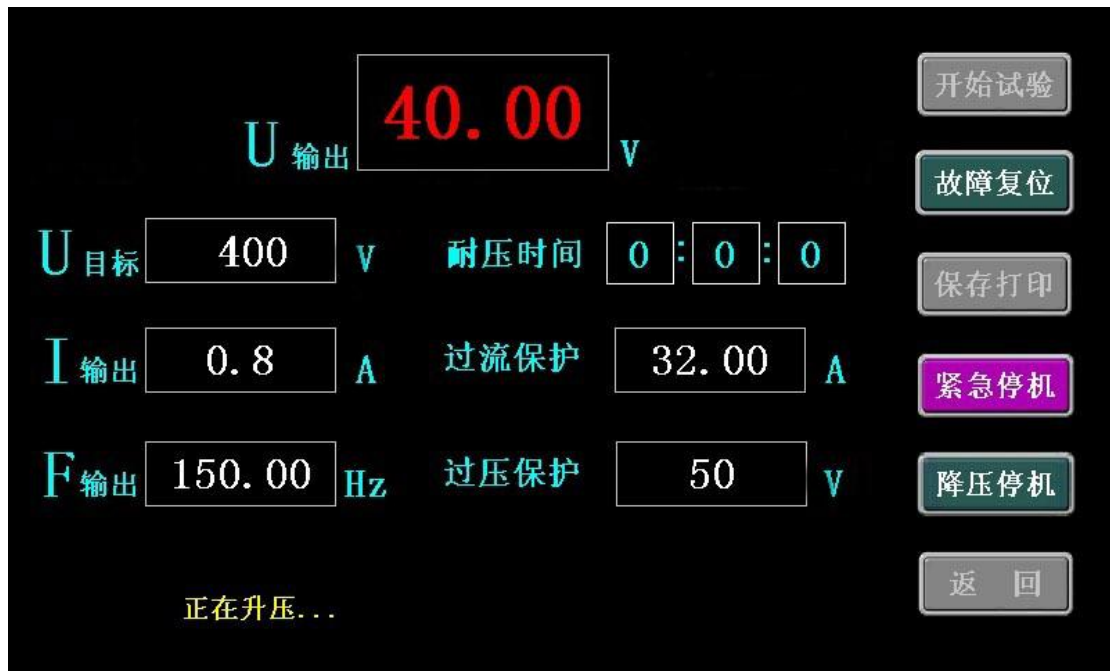 U输出 40.00 V
开始试验
故障复位
U目标 400 V 耐压时间 0:0:0
保存打印
I输出 0.8 A 过流保护 32.00 A
紧急停机
F输出 150.00 Hz 过压保护 50 V
降压停机
返 回
正在升压...